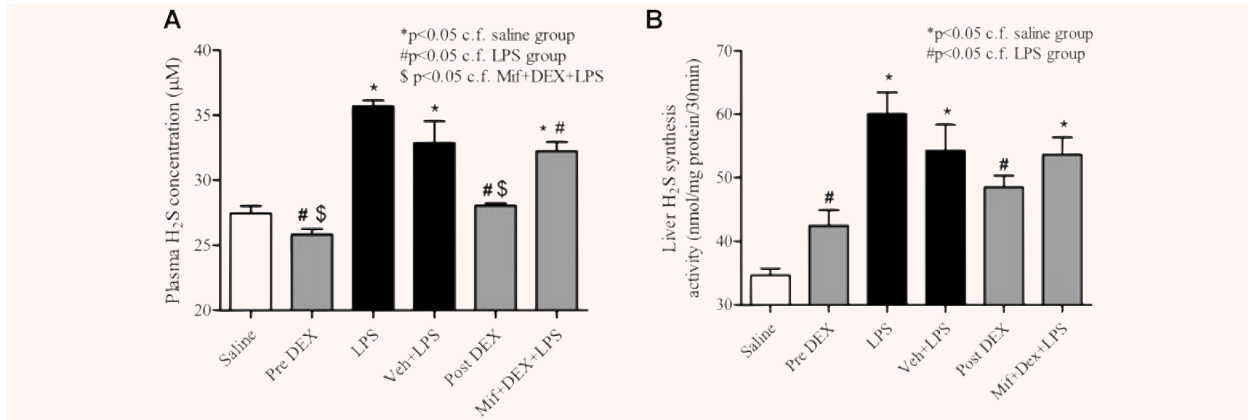 A
*p<0.05 c.f. saline group
#p<0.05 c.f. LPS group
$ p<0.05 c.f. Mif+DEX+LPS
Plasma H₂S concentration (μM)
40
35
30
25
20
# $
*
*
# $
* #
Saline
Pre DEX
LPS
Veh+LPS
Post DEX
Mif+DEX+LPS
B
*p<0.05 c.f. saline group
#p<0.05 c.f. LPS group
Liver H₂S synthesis
activity (nmol/mg protein/30min)
70
60
50
40
30
#
*
*
#
*
Saline
Pre DEX
LPS
Veh+LPS
Post DEX
Mif+Dex+LPS